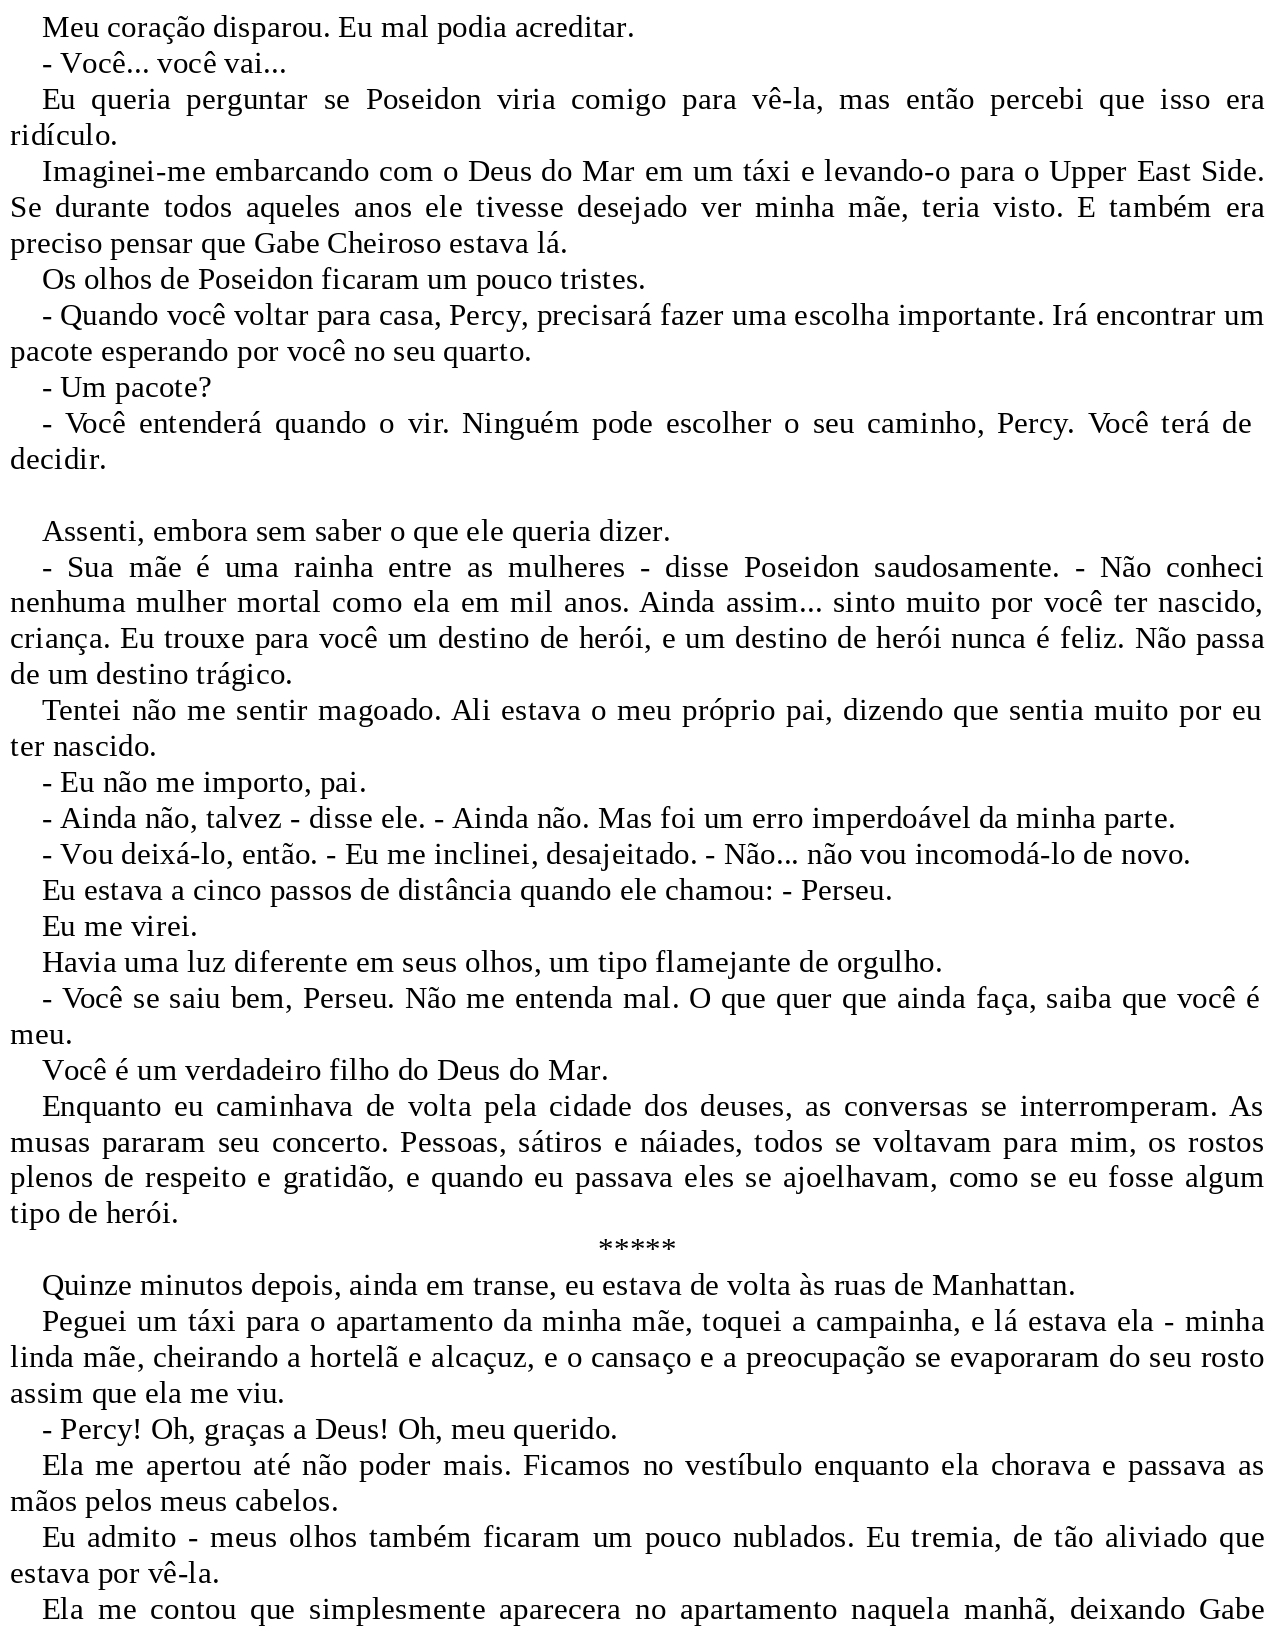 Meu coração disparou. Eu mal podia acreditar.
- Você... você vai...
Eu queria perguntar se Poseidon viria comigo para vê-la, mas então percebi que isso era
ridículo.
Imaginei-me embarcando com o Deus do Mar em um táxi e levando-o para o Upper East Side.
Se durante todos aqueles anos ele tivesse desejado ver minha mãe, teria visto. E também era
preciso pensar que Gabe Cheiroso estava lá.
Os olhos de Poseidon ficaram um pouco tristes.
- Quando você voltar para casa, Percy, precisará fazer uma escolha importante. Irá encontrar um
pacote esperando por você no seu quarto.
- Um pacote?
- Você entenderá quando o vir. Ninguém pode escolher o seu caminho, Percy. Você terá de
decidir.
Assenti, embora sem saber o que ele queria dizer.
- Sua mãe é uma rainha entre as mulheres - disse Poseidon saudosamente. - Não conheci
nenhuma mulher mortal como ela em mil anos. Ainda assim... sinto muito por você ter nascido,
criança. Eu trouxe para você um destino de herói, e um destino de herói nunca é feliz. Não passa
de um destino trágico.
Tentei não me sentir magoado. Ali estava o meu próprio pai, dizendo que sentia muito por eu
ter nascido.
- Eu não me importo, pai.
- Ainda não, talvez - disse ele. - Ainda não. Mas foi um erro imperdoável da minha parte.
- Vou deixá-lo, então. - Eu me inclinei, desajeitado. - Não... não vou incomodá-lo de novo.
Eu estava a cinco passos de distância quando ele chamou: - Perseu.
Eu me virei.
Havia uma luz diferente em seus olhos, um tipo flamejante de orgulho.
- Você se saiu bem, Perseu. Não me entenda mal. O que quer que ainda faça, saiba que você é
meu.
Você é um verdadeiro filho do Deus do Mar.
Enquanto eu caminhava de volta pela cidade dos deuses, as conversas se interromperam. As
musas pararam seu concerto. Pessoas, sátiros e náiades, todos se voltavam para mim, os rostos
plenos de respeito e gratidão, e quando eu passava eles se ajoelhavam, como se eu fosse algum
tipo de herói.
*****
Quinze minutos depois, ainda em transe, eu estava de volta às ruas de Manhattan.
Peguei um táxi para o apartamento da minha mãe, toquei a campainha, e lá estava ela - minha
linda mãe, cheirando a hortelã e alcaçuz, e o cansaço e a preocupação se evaporaram do seu rosto
assim que ela me viu.
- Percy! Oh, graças a Deus! Oh, meu querido.
Ela me apertou até não poder mais. Ficamos no vestíbulo enquanto ela chorava e passava as
mãos pelos meus cabelos.
Eu admito - meus olhos também ficaram um pouco nublados. Eu tremia, de tão aliviado que
estava por vê-la.
Ela me contou que simplesmente aparecera no apartamento naquela manhã, deixando Gabe